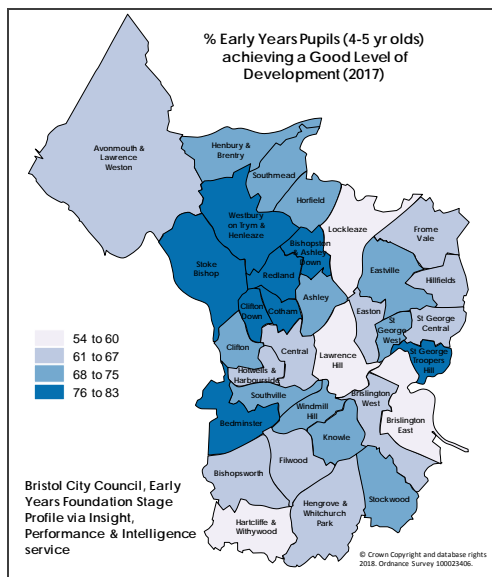 % Early Years Pupils (4-5 yr olds)
achieving a Good Level of
Development (2017)
Avonmouth &
Lawrence
Weston
Henbury &
Brentry
Southmead
Horfield
Lockleaze
Westbury
on Trym &
Henleaze
Bishopston
& Ashley
Down
Frome
Vale
Stoke
Bishop
Redland
Eastville
Hillfields
Clifton
Down
Cotham
Ashley
Easton
St
George
West
St George
Central
St George
Troopers
Hill
Clifton
Central
Lawrence
Hill
Hotwells &
Harbourside
Southville
Windmill
Hill
Brislington
West
Brislington
East
Bedminster
Knowle
Bishopsworth
Filwood
Stockwood
Hengrove &
Whitchurch
Park
Hartcliffe &
Withywood
54 to 60
61 to 67
68 to 75
76 to 83
Bristol City Council, Early
Years Foundation Stage
Profile via Insight,
Performance & Intelligence
service
© Crown Copyright and database rights
2018. Ordnance Survey 100023406.